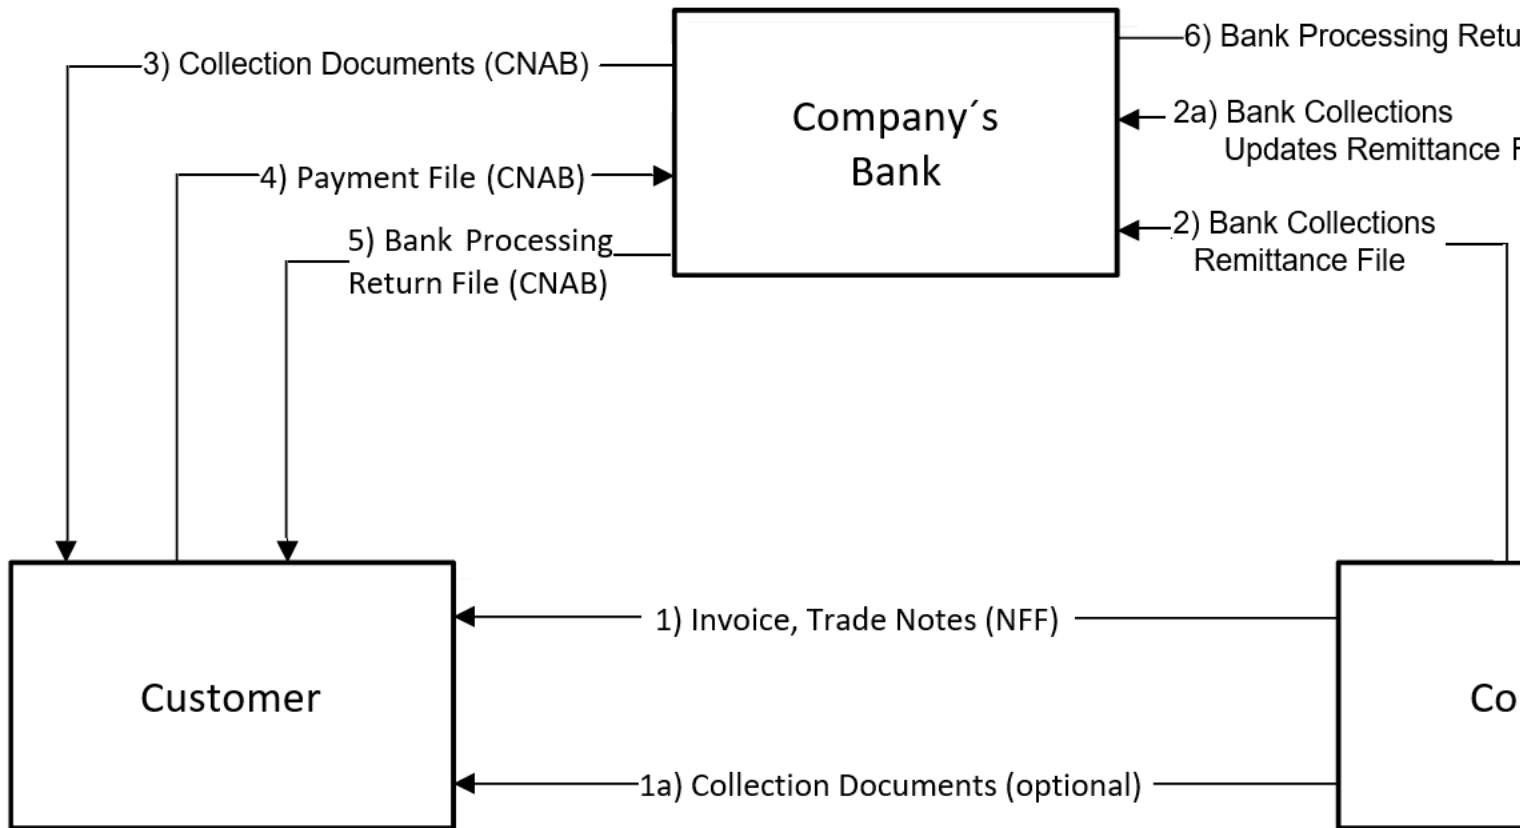 3) Collection Documents (CNAB)
6) Bank Processing
Company´s
Bank
2a) Bank Collections
Updates Remittance
4) Payment File (CNAB)
2) Bank Collections
Remittance File
5) Bank Processing
Return File (CNAB)
1) Invoice, Trade Notes (NFF)
Customer
1a) Collection Documents (optional)